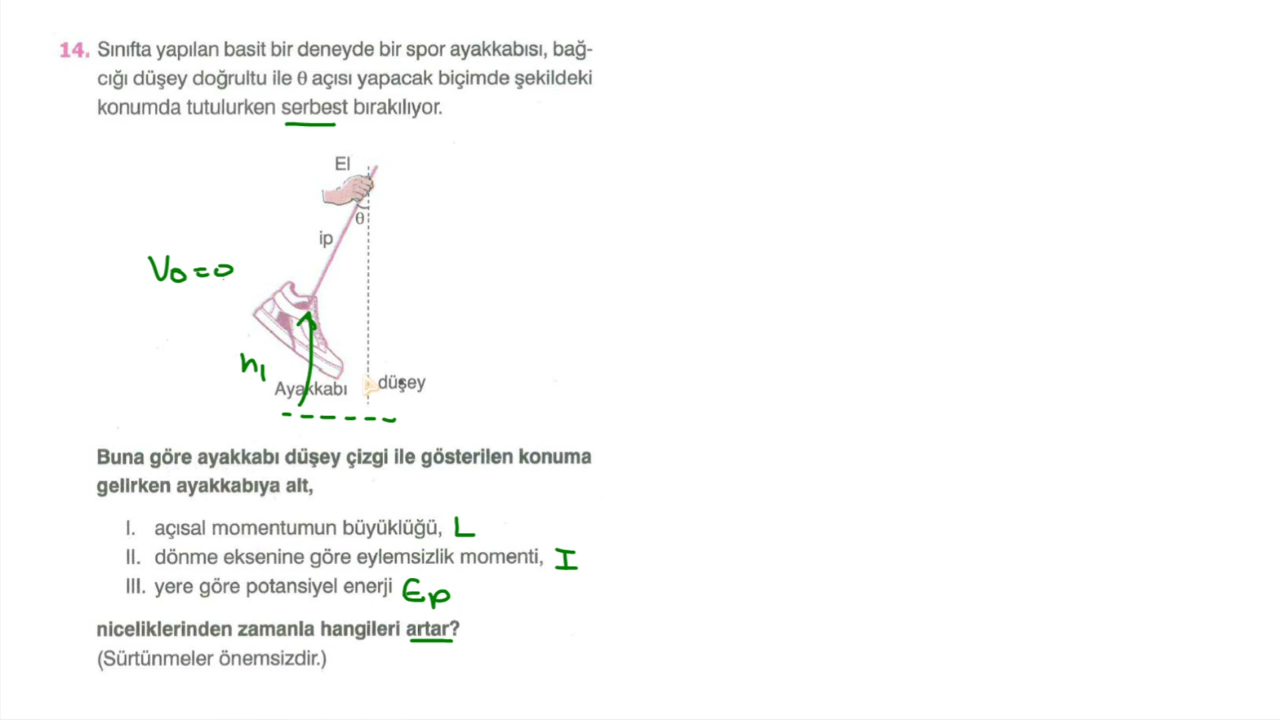 14. Sınıfta yapılan basit bir deneyde bir spor ayakkabısı, bağ-
cığı düşey doğrultu ile θ açısı yapacak biçimde şekildeki
konumda tutulurken serbest bırakılıyor.
El
θ
ip
V0=0
h1
Ayakkabı
düşey
Buna göre ayakkabı düşey çizgi ile gösterilen konuma
gelirken ayakkabıya alt,
I. açısal momentumun büyüklüğü, L
II. dönme eksenine göre eylemsizlik momenti, I
III. yere göre potansiyel enerji Ep
niceliklerinden zamanla hangileri artar?
(Sürtünmeler önemsizdir.)